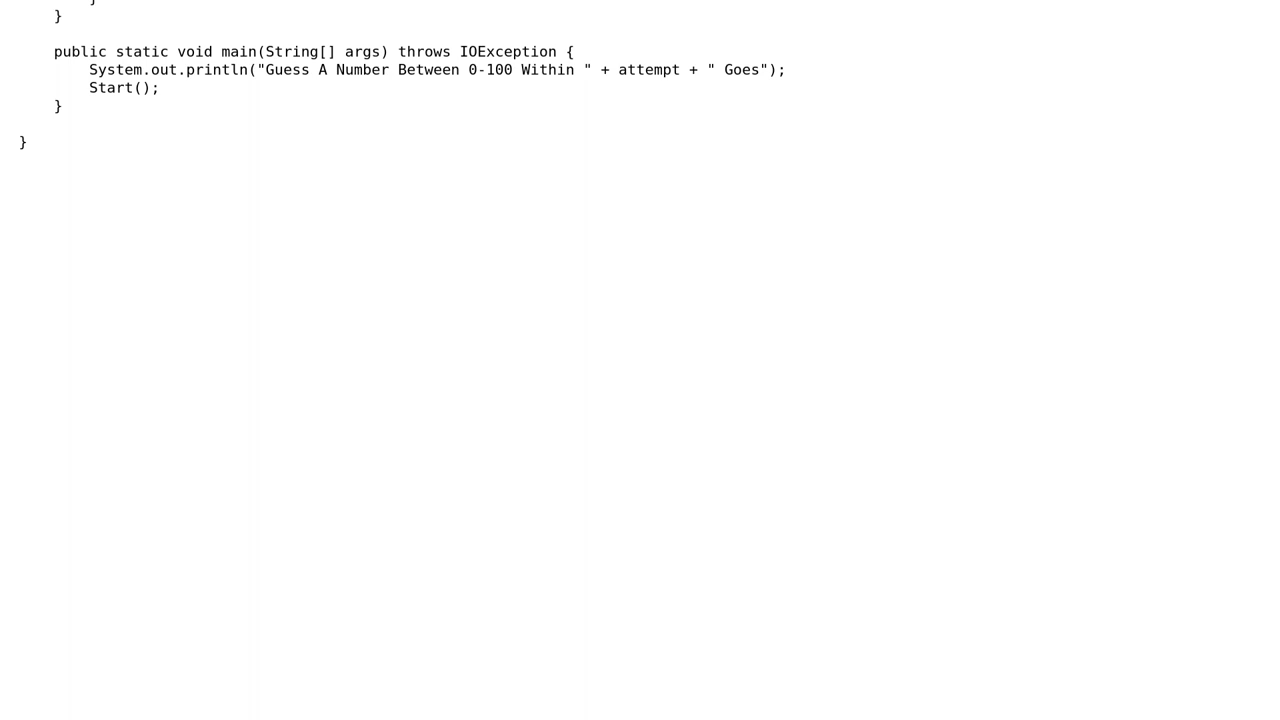 }
}
public static void main(String[] args) throws IOException {
System.out.println("Guess A Number Between 0-100 Within " + attempt + " Goes");
Start();
}
}